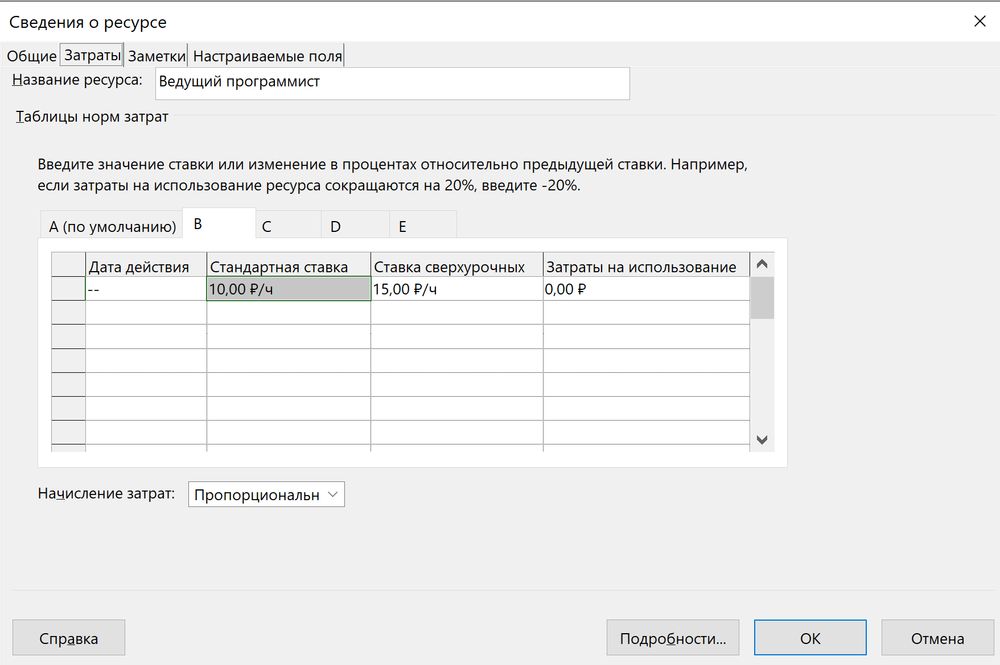 Сведения о ресурсе
Общие Затраты Заметки Настраиваемые поля
Название ресурса: Ведущий программист
Таблицы норм затрат
Введите значение ставки или изменение в процентах относительно предыдущей ставки. Например,
если затраты на использование ресурса сокращаются на 20%, введите -20%.
A (по умолчанию) B C D E
Дата действия Стандартная ставка Ставка сверхурочных Затраты на использование
-- 10,00 ₽/ч 15,00 ₽/ч 0,00 ₽
Начисление затрат: Пропорциональн
Справка Подробности... ОК Отмена